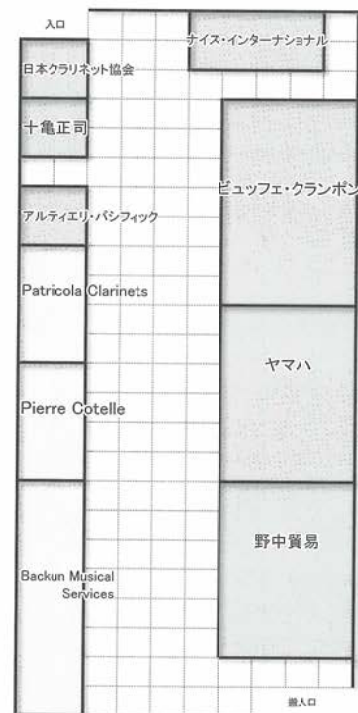 入口
ナイス・インターナショナル
日本クラリネット協会
十亀正司
ビュッフェ・クランポン
アルティエリ・パシフィック
Patricola Clarinets
ヤマハ
Pierre Cotelle
野中貿易
Backun Musical
Services
搬入口